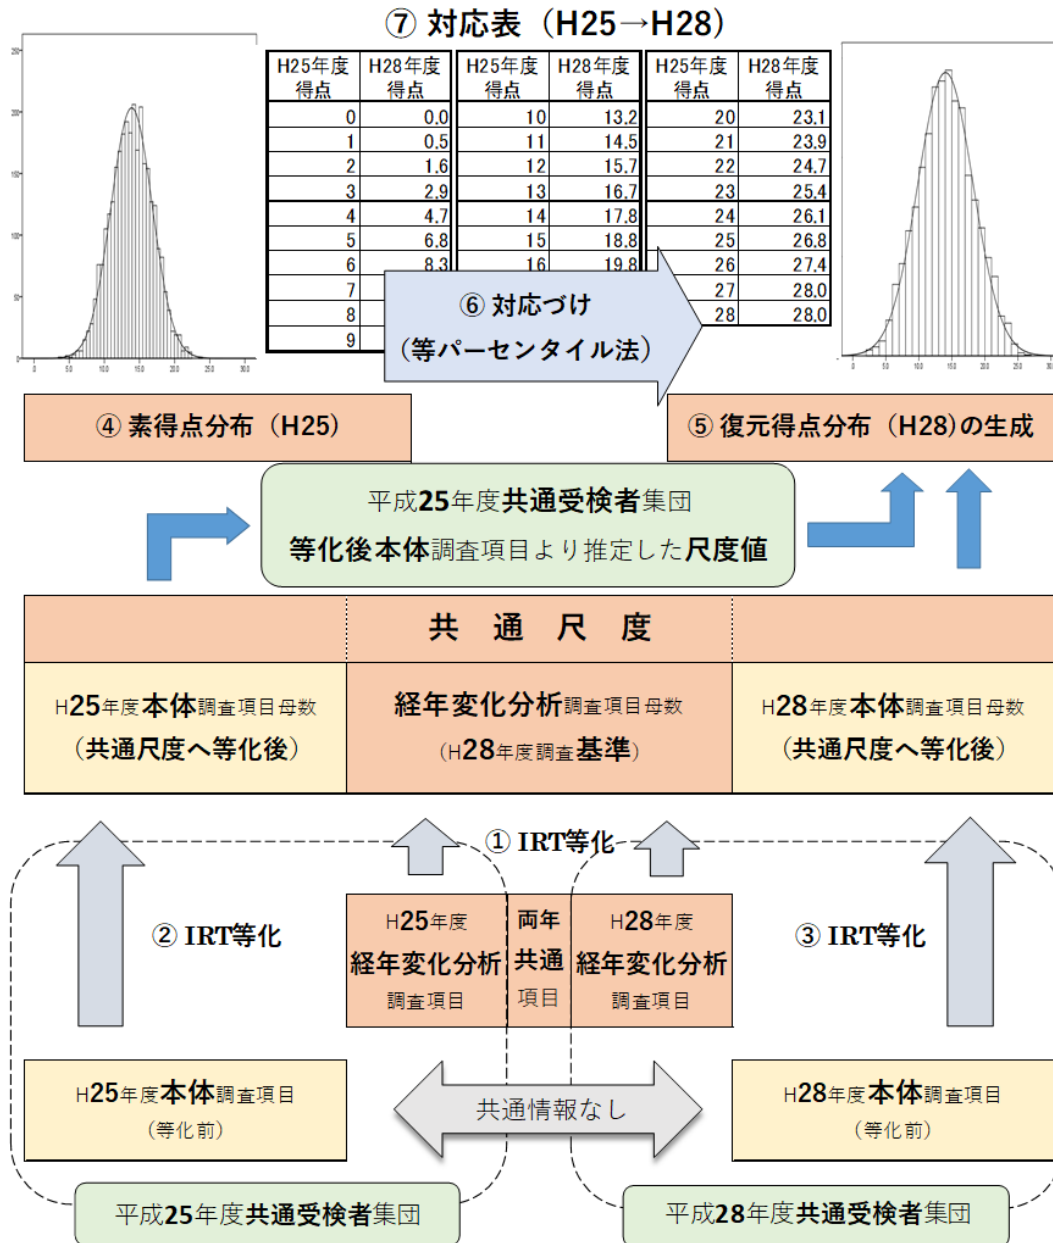 ⑦ 対応表（H25→H28）
H25年度得点 H28年度得点 H25年度得点 H28年度得点 H25年度得点 H28年度得点
0 0.0 10 13.2 20 23.1
1 0.5 11 14.5 21 23.9
2 1.6 12 15.7 22 24.7
3 2.9 13 16.7 23 25.4
4 4.7 14 17.8 24 26.1
5 6.8 15 18.8 25 26.8
6 8.3 16 19.8 26 27.4
7 27 28.0
8 28 28.0
9
⑥ 対応づけ
（等パーセンタイル法）
④ 素得点分布（H25）
⑤ 復元得点分布（H28)の生成
平成25年度共通受検者集団
等化後本体調査項目より推定した尺度値
共 通 尺 度
H25年度本体調査項目母数
（共通尺度へ等化後）
経年変化分析調査項目母数
（H28年度調査基準）
H28年度本体調査項目母数
（共通尺度へ等化後）
① IRT等化
② IRT等化
③ IRT等化
H25年度
経年変化分析
調査項目
両年
共通
項目
H28年度
経年変化分析
調査項目
H25年度本体調査項目
（等化前）
共通情報なし
H28年度本体調査項目
（等化前）
平成25年度共通受検者集団
平成28年度共通受検者集団